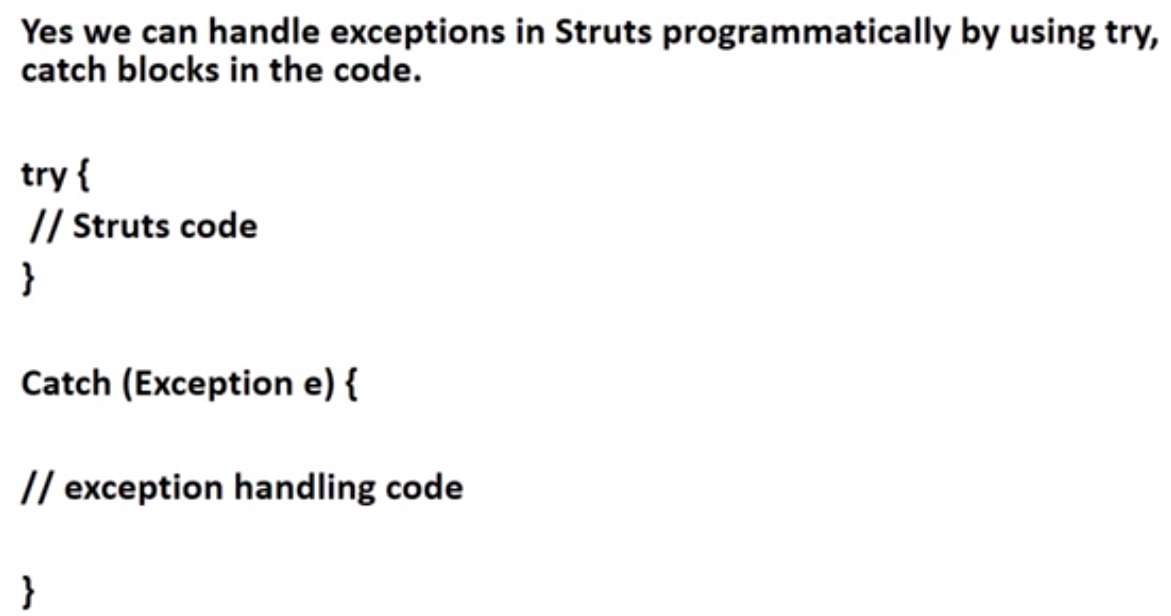 Yes we can handle exceptions in Struts programmatically by using try,
catch blocks in the code.
try {
// Struts code
}
Catch (Exception e) {
// exception handling code
}